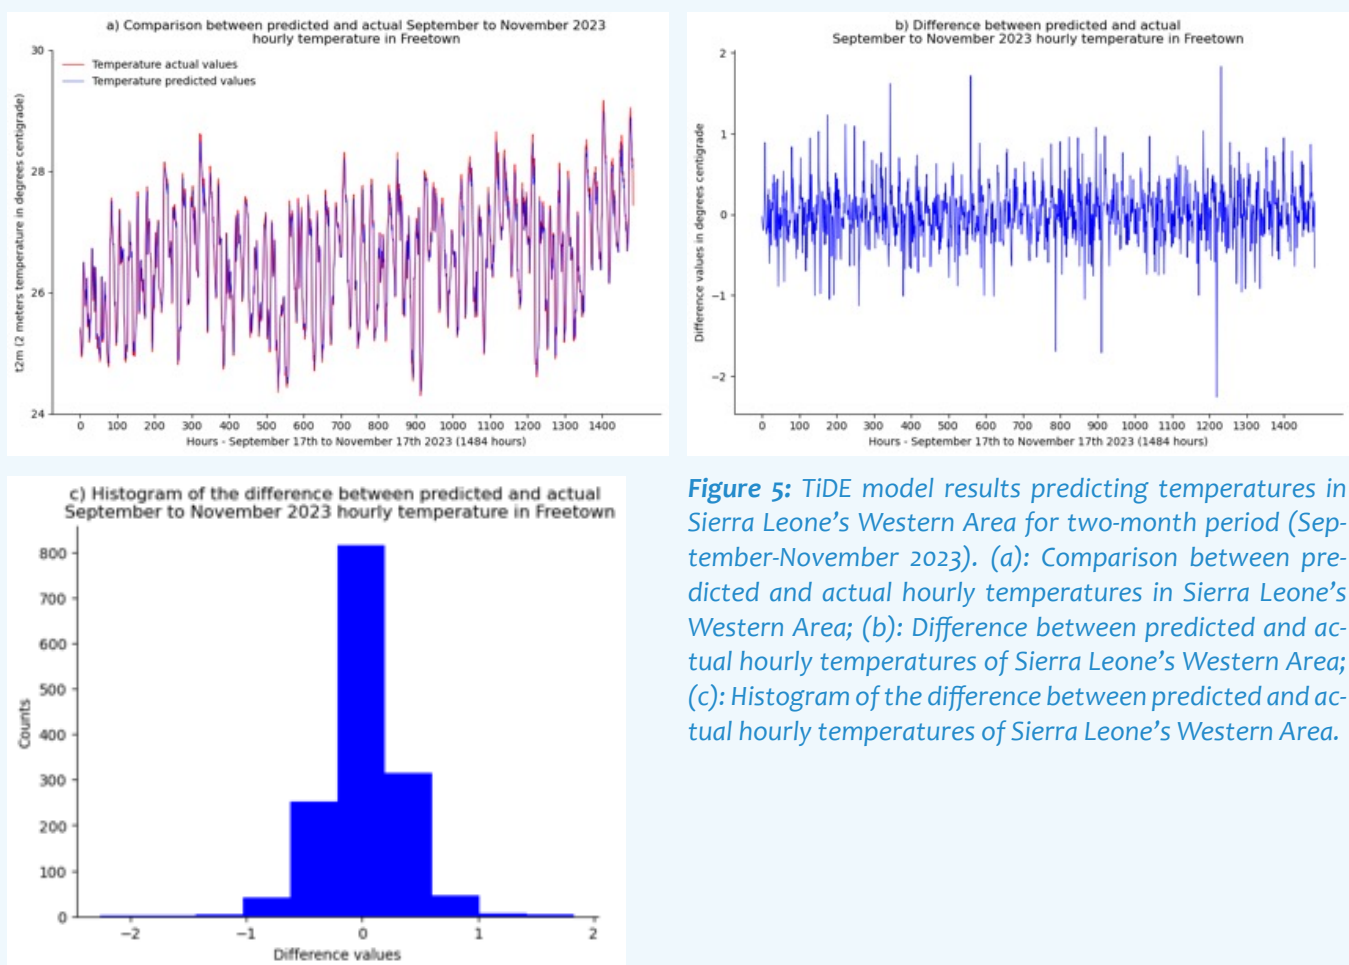 a) Comparison between predicted and actual September to November 2023
hourly temperature in Freetown
30
28
26
24
t2m (2 meters temperature in degrees centigrade)
Temperature actual values
Temperature predicted values
0 100 200 300 400 500 600 700 800 900 1000 1100 1200 1300 1400
Hours - September 17th to November 17th 2023 (1484 hours)
b) Difference between predicted and actual
September to November 2023 hourly temperature in Freetown
2
1
0
−1
−2
Difference values in degrees centigrade
0 100 200 300 400 500 600 700 800 900 1000 1100 1200 1300 1400
Hours - September 17th to November 17th 2023 (1484 hours)
c) Histogram of the difference between predicted and actual
September to November 2023 hourly temperature in Freetown
800
700
600
500
400
300
200
100
0
Counts
−2 −1 0 1 2
Difference values
Figure 5: TiDE model results predicting temperatures in
Sierra Leone’s Western Area for two-month period (Sep-
tember-November 2023). (a): Comparison between pre-
dicted and actual hourly temperatures in Sierra Leone’s
Western Area; (b): Difference between predicted and ac-
tual hourly temperatures of Sierra Leone’s Western Area;
(c): Histogram of the difference between predicted and ac-
tual hourly temperatures of Sierra Leone’s Western Area.